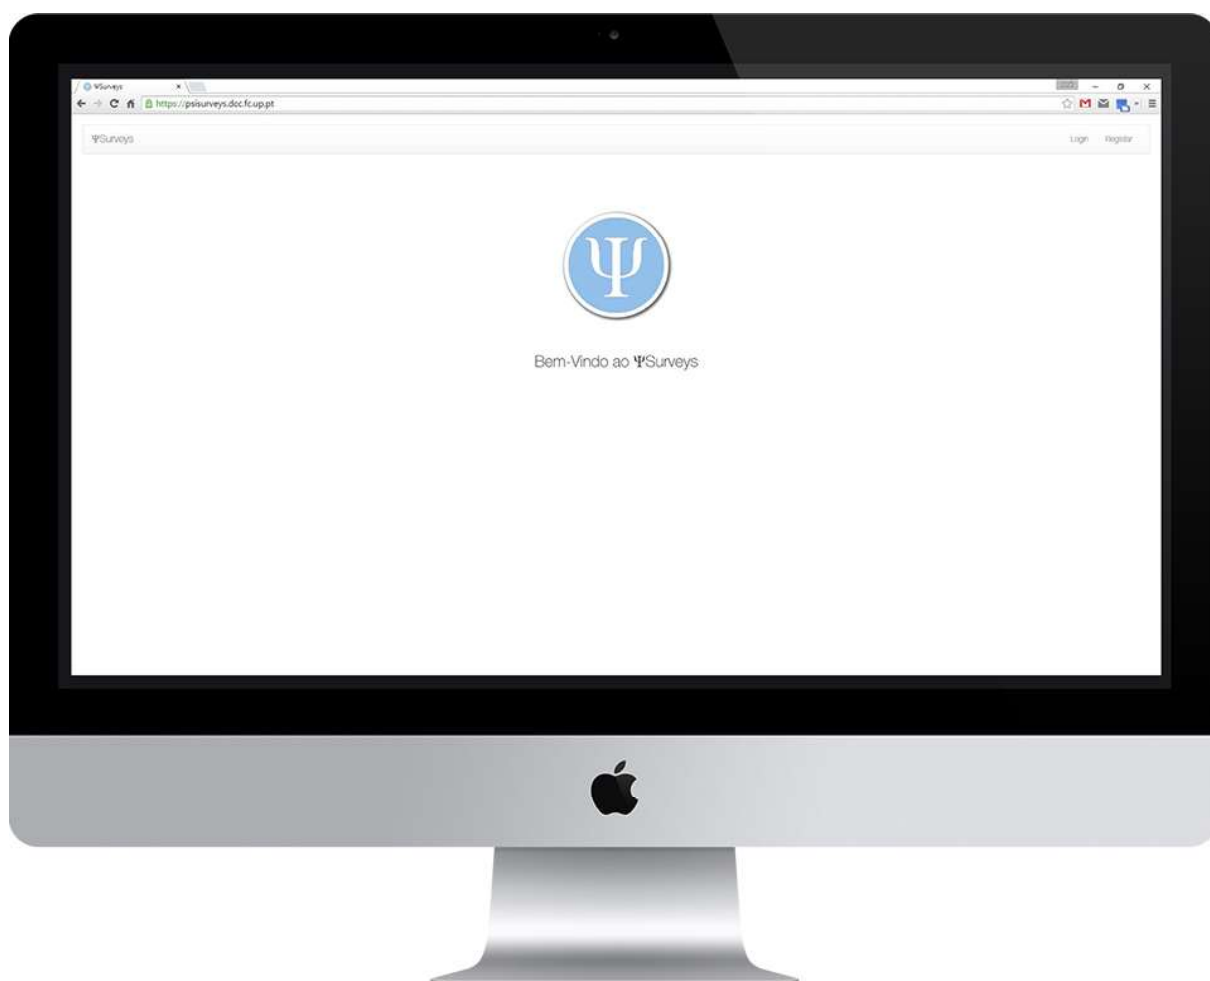 ΨSurveys
https://psisurveys.dcc.fc.up.pt
ΨSurveys
Login Registar
Ψ
Bem-Vindo ao ΨSurveys